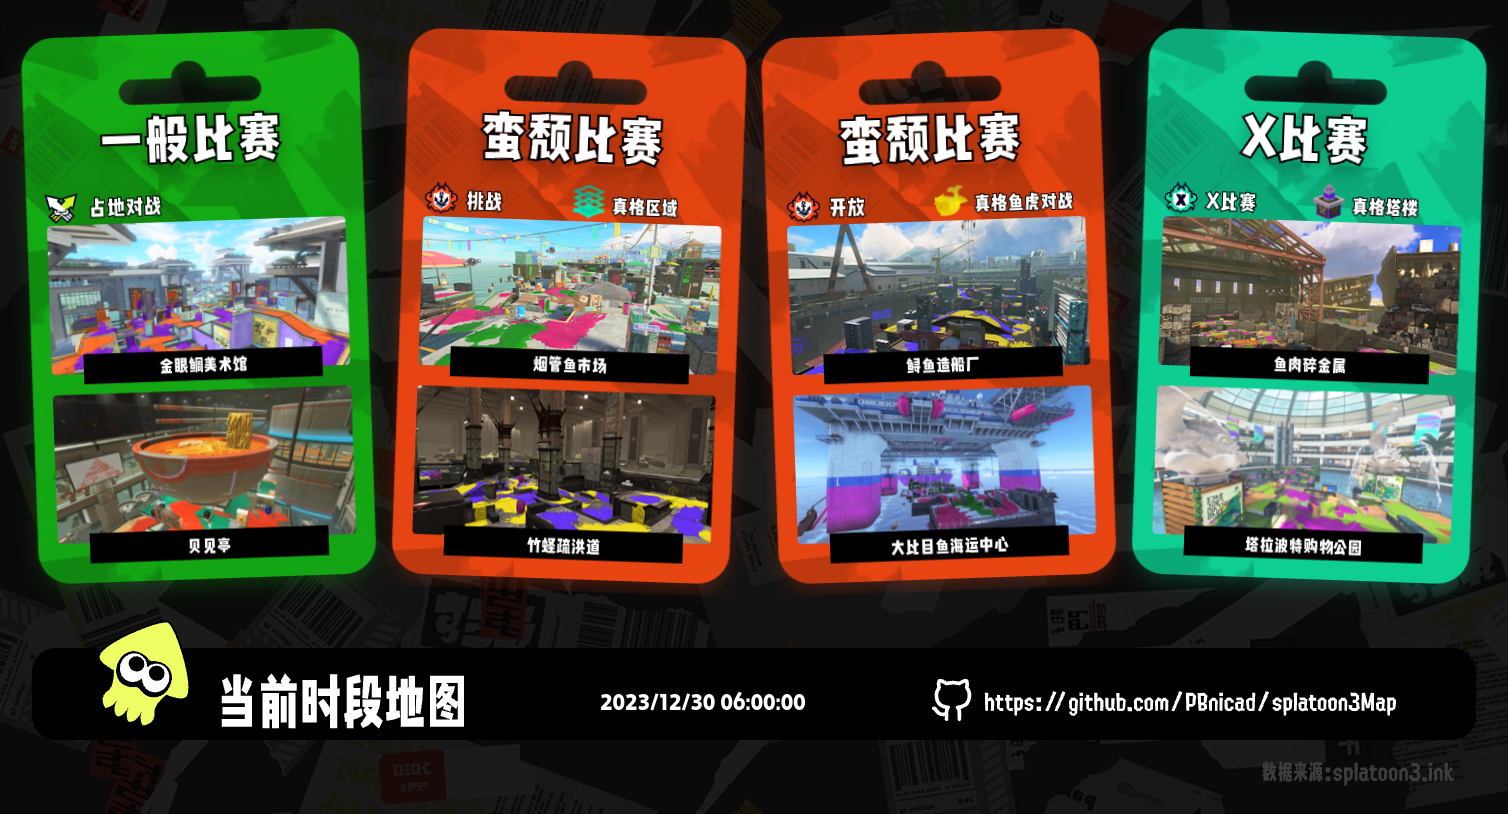 一般比赛
占地对战
金眼鲷美术馆
贝贝亭
蛮颓比赛
挑战
真格区域
烟管鱼市场
竹蛏疏洪道
蛮颓比赛
开放
真格鱼虎对战
鲟鱼造船厂
大比目鱼海运中心
X比赛
X比赛
真格塔楼
鱼肉碎金属
塔拉波特购物公园
当前时段地图
2023/12/30 06:00:00
https://github.com/PBnicad/splatoon3Map
数据来源:splatoon3.ink